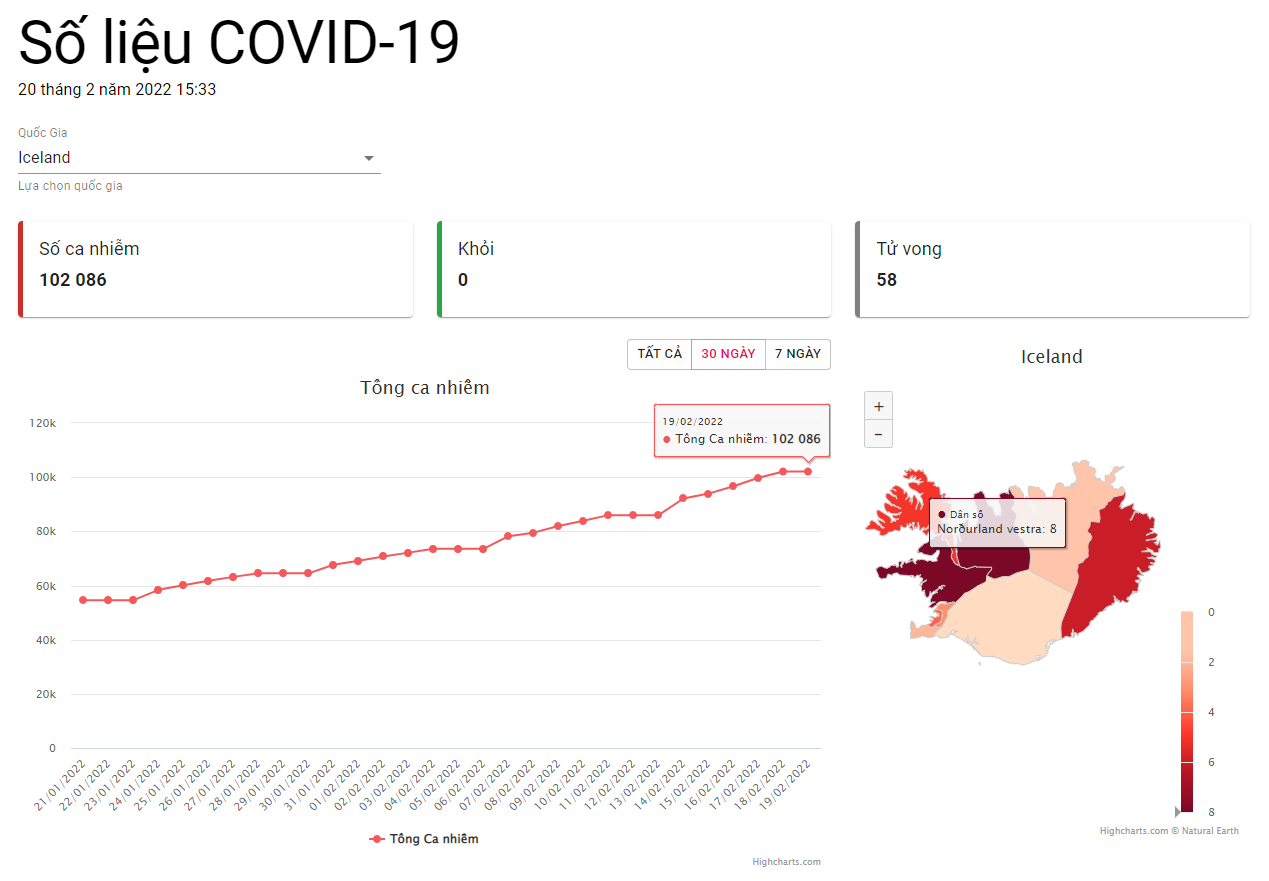 Số liệu COVID-19
20 tháng 2 năm 2022 15:33
Quốc Gia
Iceland
Lựa chọn quốc gia
Số ca nhiễm
102 086
Khỏi
0
Tử vong
58
TẤT CẢ
30 NGÀY
7 NGÀY
Tổng ca nhiễm
19/02/2022
Tổng Ca nhiễm: 102 086
120k
100k
80k
60k
40k
20k
0
21/01/2022
22/01/2022
23/01/2022
24/01/2022
25/01/2022
26/01/2022
27/01/2022
28/01/2022
29/01/2022
30/01/2022
31/01/2022
01/02/2022
02/02/2022
03/02/2022
04/02/2022
05/02/2022
06/02/2022
07/02/2022
08/02/2022
09/02/2022
10/02/2022
11/02/2022
12/02/2022
13/02/2022
14/02/2022
15/02/2022
16/02/2022
17/02/2022
18/02/2022
19/02/2022
Tổng Ca nhiễm
Highcharts.com
Iceland
+
−
Dân số
Norðurland vestra: 8
0
2
4
6
8
Highcharts.com © Natural Earth